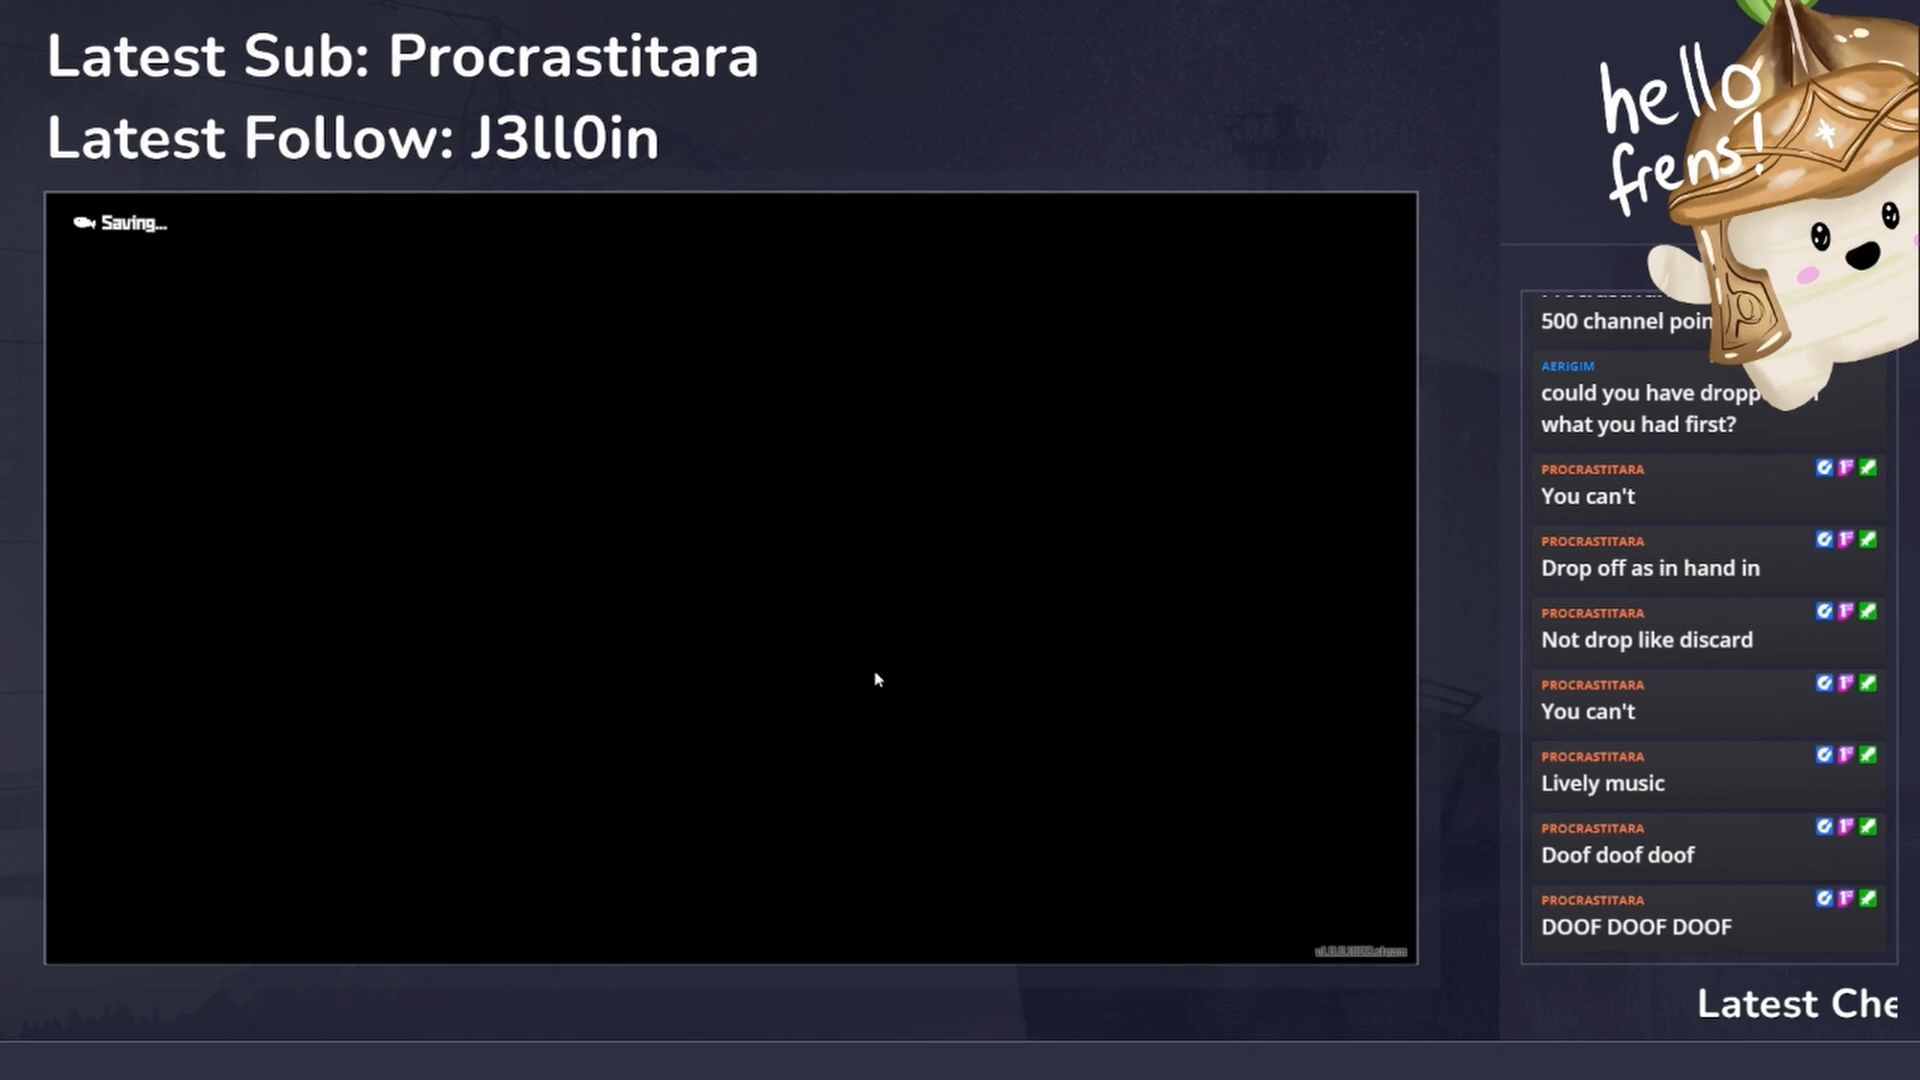 Latest Sub: Procrastitara
Latest Follow: J3ll0in
hello
frens!
Saving...
500 channel poin
AERIGIM
could you have dropp
what you had first?
PROCRASTITARA
You can't
PROCRASTITARA
Drop off as in hand in
PROCRASTITARA
Not drop like discard
PROCRASTITARA
You can't
PROCRASTITARA
Lively music
PROCRASTITARA
Doof doof doof
PROCRASTITARA
DOOF DOOF DOOF
Latest Che